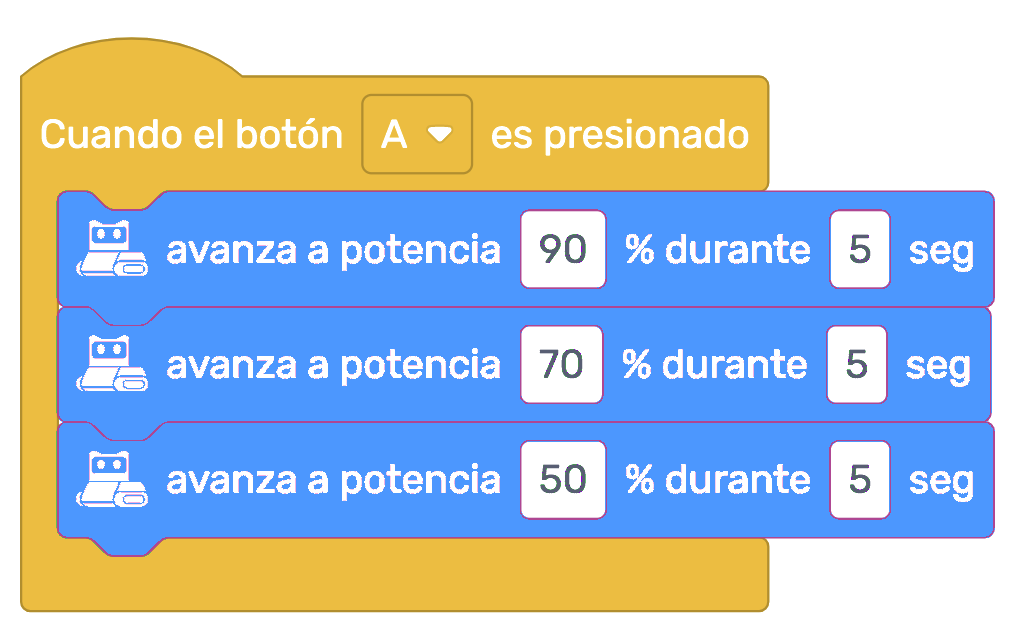 Cuando el botón A es presionado
avanza a potencia 90 % durante 5 seg
avanza a potencia 70 % durante 5 seg
avanza a potencia 50 % durante 5 seg